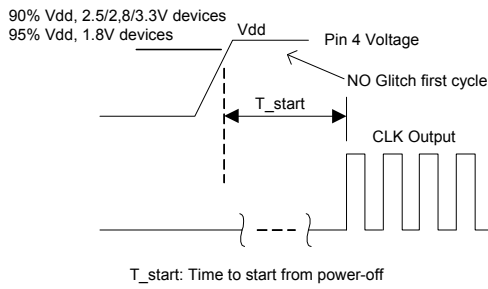 90% Vdd, 2.5/2,8/3.3V devices
95% Vdd, 1.8V devices
Vdd
Pin 4 Voltage
NO Glitch first cycle
T_start
CLK Output
T_start: Time to start from power-off